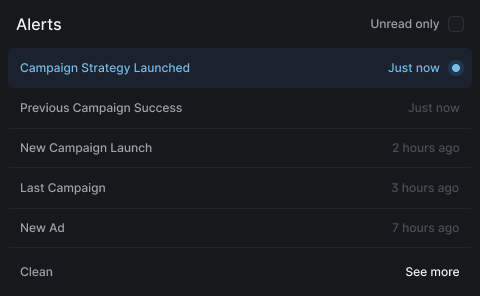 Alerts Unread only
Campaign Strategy Launched Just now
Previous Campaign Success Just now
New Campaign Launch 2 hours ago
Last Campaign 3 hours ago
New Ad 7 hours ago
Clean See more